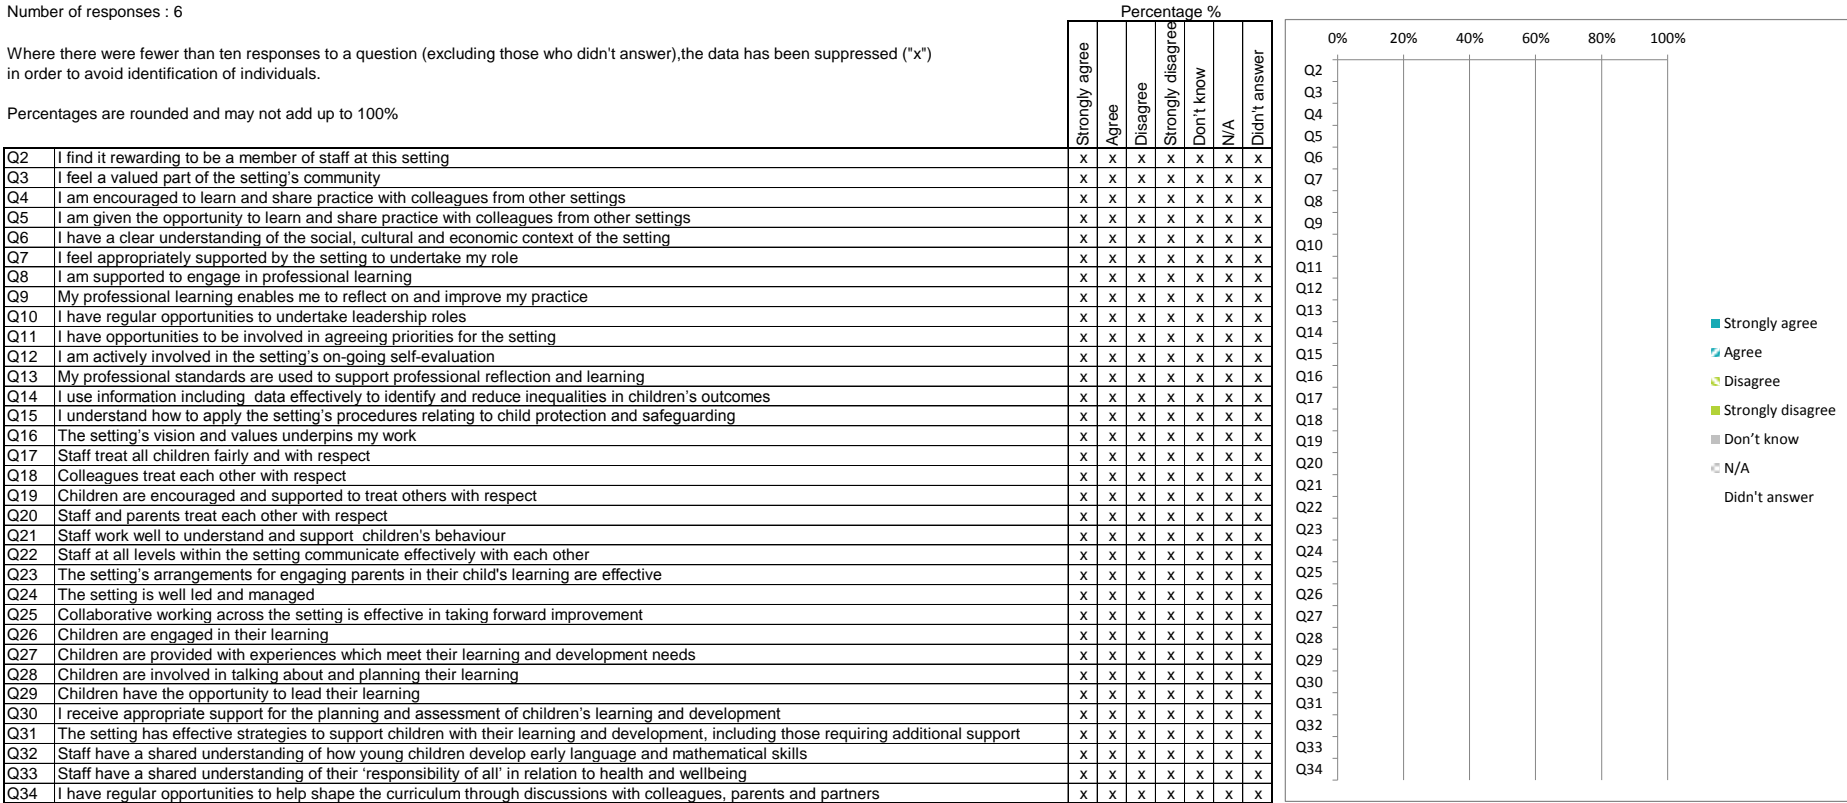 Number of responses : 6
Percentage %
Where there were fewer than ten responses to a question (excluding those who didn't answer),the data has been suppressed ("x")
in order to avoid identification of individuals.
Percentages are rounded and may not add up to 100%
Strongly agree
Agree
Disagree
Strongly disagree
Don't know
N/A
Didn't answer
Q2 I find it rewarding to be a member of staff at this setting x x x x x x x
Q3 I feel a valued part of the setting's community x x x x x x x
Q4 I am encouraged to learn and share practice with colleagues from other settings x x x x x x x
Q5 I am given the opportunity to learn and share practice with colleagues from other settings x x x x x x x
Q6 I have a clear understanding of the social, cultural and economic context of the setting x x x x x x x
Q7 I feel appropriately supported by the setting to undertake my role x x x x x x x
Q8 I am supported to engage in professional learning x x x x x x x
Q9 My professional learning enables me to reflect on and improve my practice x x x x x x x
Q10 I have regular opportunities to undertake leadership roles x x x x x x x
Q11 I have opportunities to be involved in agreeing priorities for the setting x x x x x x x
Q12 I am actively involved in the setting's on-going self-evaluation x x x x x x x
Q13 My professional standards are used to support professional reflection and learning x x x x x x x
Q14 I use information including  data effectively to identify and reduce inequalities in children's outcomes x x x x x x x
Q15 I understand how to apply the setting's procedures relating to child protection and safeguarding x x x x x x x
Q16 The setting's vision and values underpins my work x x x x x x x
Q17 Staff treat all children fairly and with respect x x x x x x x
Q18 Colleagues treat each other with respect x x x x x x x
Q19 Children are encouraged and supported to treat others with respect x x x x x x x
Q20 Staff and parents treat each other with respect x x x x x x x
Q21 Staff work well to understand and support  children's behaviour x x x x x x x
Q22 Staff at all levels within the setting communicate effectively with each other x x x x x x x
Q23 The setting's arrangements for engaging parents in their child's learning are effective x x x x x x x
Q24 The setting is well led and managed x x x x x x x
Q25 Collaborative working across the setting is effective in taking forward improvement x x x x x x x
Q26 Children are engaged in their learning x x x x x x x
Q27 Children are provided with experiences which meet their learning and development needs x x x x x x x
Q28 Children are involved in talking about and planning their learning x x x x x x x
Q29 Children have the opportunity to lead their learning x x x x x x x
Q30 I receive appropriate support for the planning and assessment of children's learning and development x x x x x x x
Q31 The setting has effective strategies to support children with their learning and development, including those requiring additional support x x x x x x x
Q32 Staff have a shared understanding of how young children develop early language and mathematical skills x x x x x x x
Q33 Staff have a shared understanding of their 'responsibility of all' in relation to health and wellbeing x x x x x x x
Q34 I have regular opportunities to help shape the curriculum through discussions with colleagues, parents and partners x x x x x x x
0% 20% 40% 60% 80% 100%
Q2
Q3
Q4
Q5
Q6
Q7
Q8
Q9
Q10
Q11
Q12
Q13
Q14
Q15
Q16
Q17
Q18
Q19
Q20
Q21
Q22
Q23
Q24
Q25
Q26
Q27
Q28
Q29
Q30
Q31
Q32
Q33
Q34
Strongly agree
Agree
Disagree
Strongly disagree
Don't know
N/A
Didn't answer